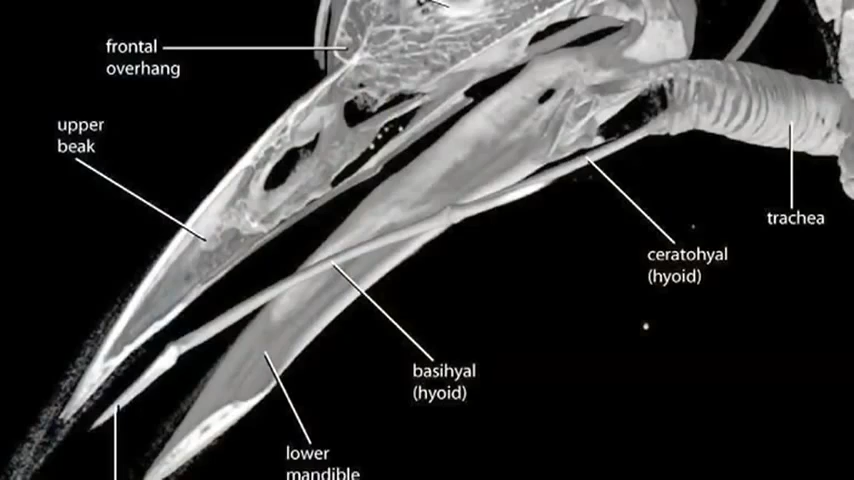 frontal
overhang
upper
beak
trachea
ceratohyal
(hyoid)
basihyal
(hyoid)
lower
mandible